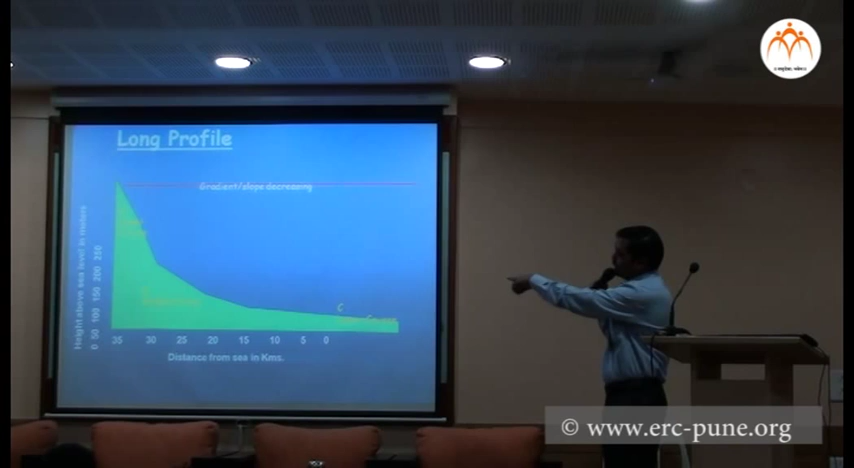 Long Profile
Gradient/slope decreasing
Height above sea level in meters
0 50 100 150 200 250
C
35 30 25 20 15 10 5 0
Distance from sea in Kms.
© www.erc-pune.org